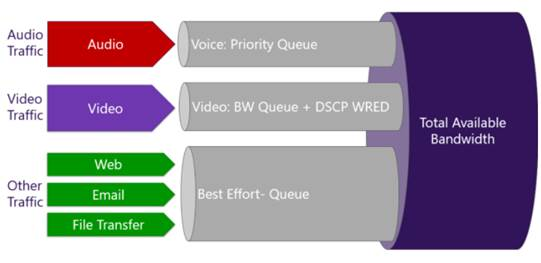 Audio
Traffic
Audio
Voice: Priority Queue
Video
Traffic
Video
Video: BW Queue + DSCP WRED
Total Available
Bandwidth
Other
Traffic
Web
Email
File Transfer
Best Effort- Queue